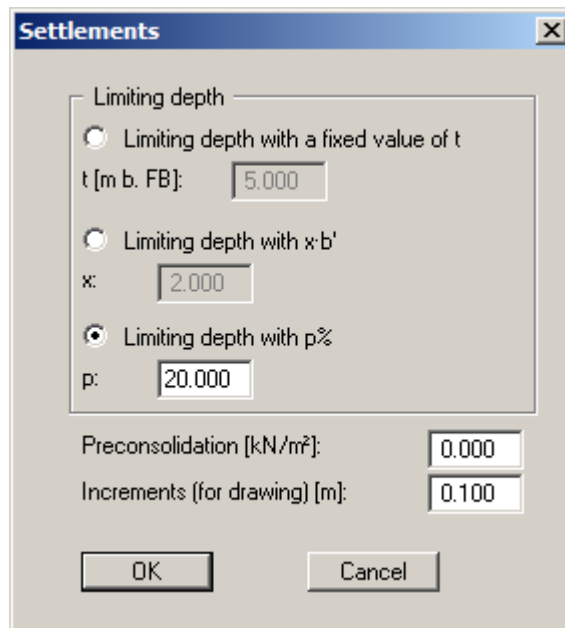 Settlements
Limiting depth
Limiting depth with a fixed value of t
t [m b. FB]: 5.000
Limiting depth with x·b'
x: 2.000
Limiting depth with p%
p: 20.000
Preconsolidation [kN/m²]: 0.000
Increments (for drawing) [m]: 0.100
OK Cancel